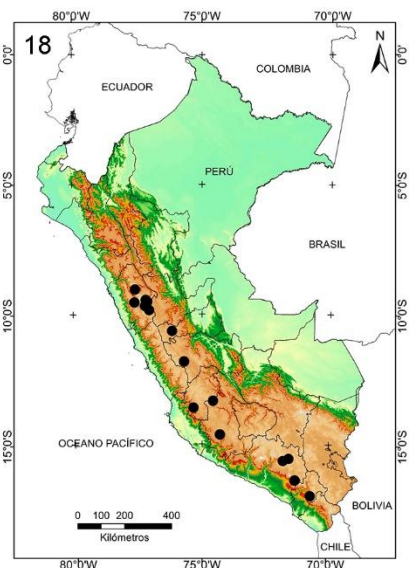 80°0'W 75°0'W 70°0'W
18
N
COLOMBIA
ECUADOR
0°0' 0°0'
PERÚ
5°0'S 5°0'S
BRASIL
10°0'S 10°0'S
OCEANO PACÍFICO
15°0'S 15°0'S
BOLIVIA
0 100 200 400
Kilómetros
CHILE
80°0'W 75°0'W 70°0'W